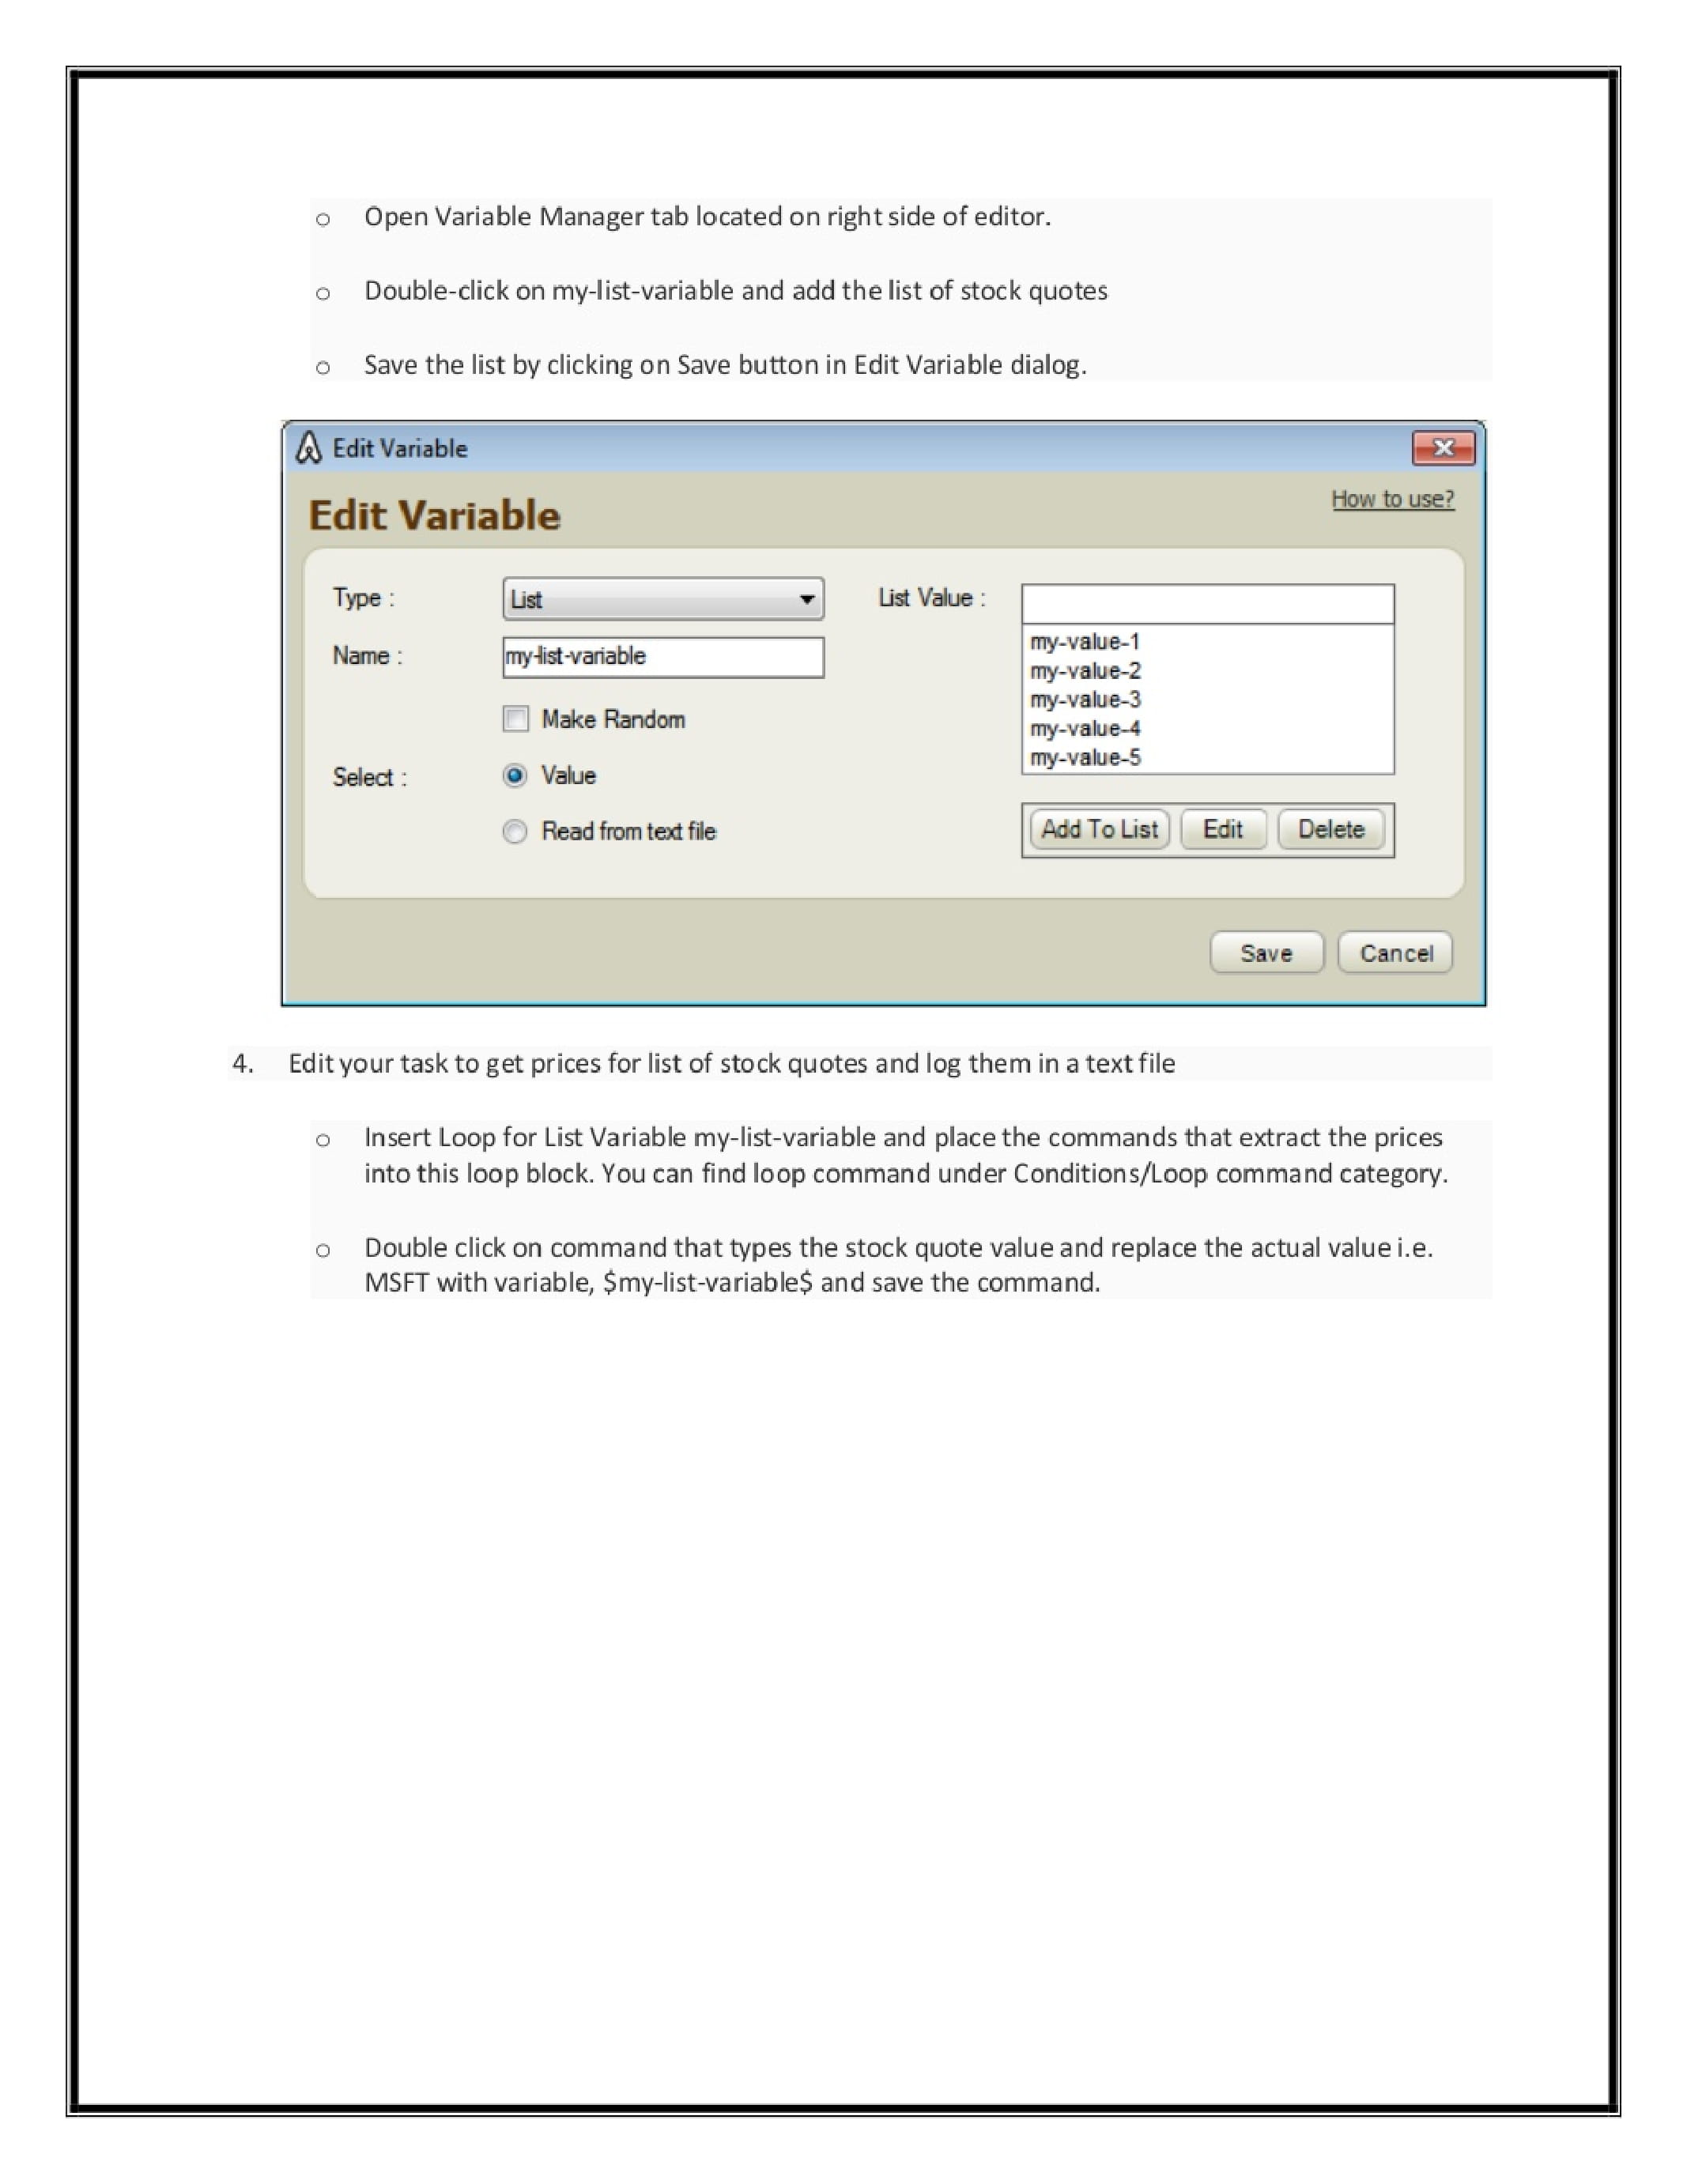 o Open Variable Manager tab located on right side of editor.
o Double-click on my-list-variable and add the list of stock quotes
o Save the list by clicking on Save button in Edit Variable dialog.
Edit Variable
Edit Variable
How to use?
Type :
List
List Value :
Name :
my-list-variable
my-value-1
my-value-2
my-value-3
my-value-4
my-value-5
Make Random
Select :
Value
Read from text file
Add To List Edit Delete
Save Cancel
4. Edit your task to get prices for list of stock quotes and log them in a text file
o Insert Loop for List Variable my-list-variable and place the commands that extract the prices
into this loop block. You can find loop command under Conditions/Loop command category.
o Double click on command that types the stock quote value and replace the actual value i.e.
MSFT with variable, $my-list-variable$ and save the command.